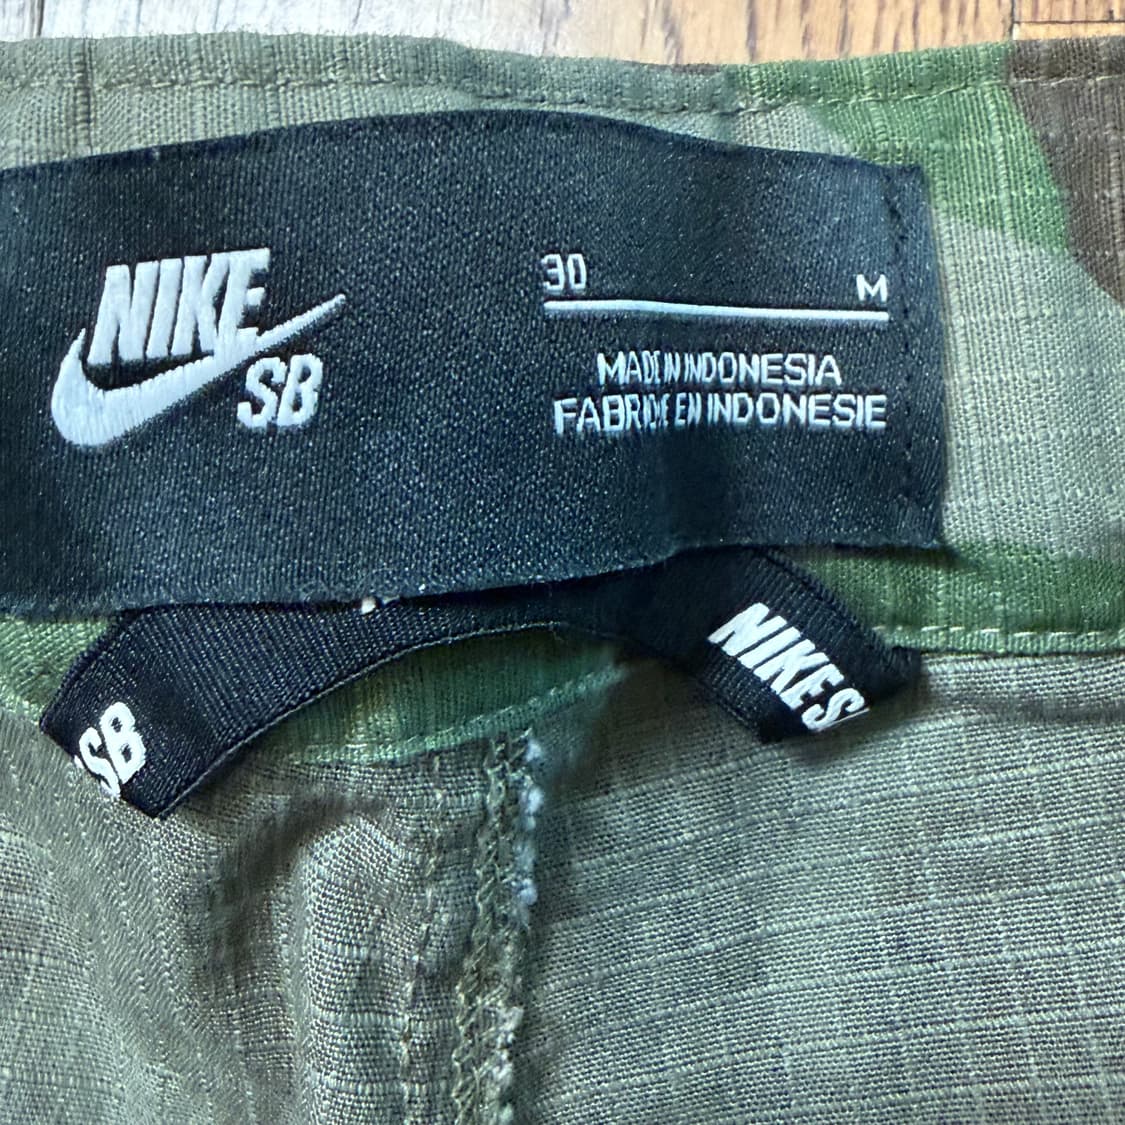 NIKE
SB
30 M
MADE IN INDONESIA
FABRIQUE EN INDONESIE
SB
NIKE S